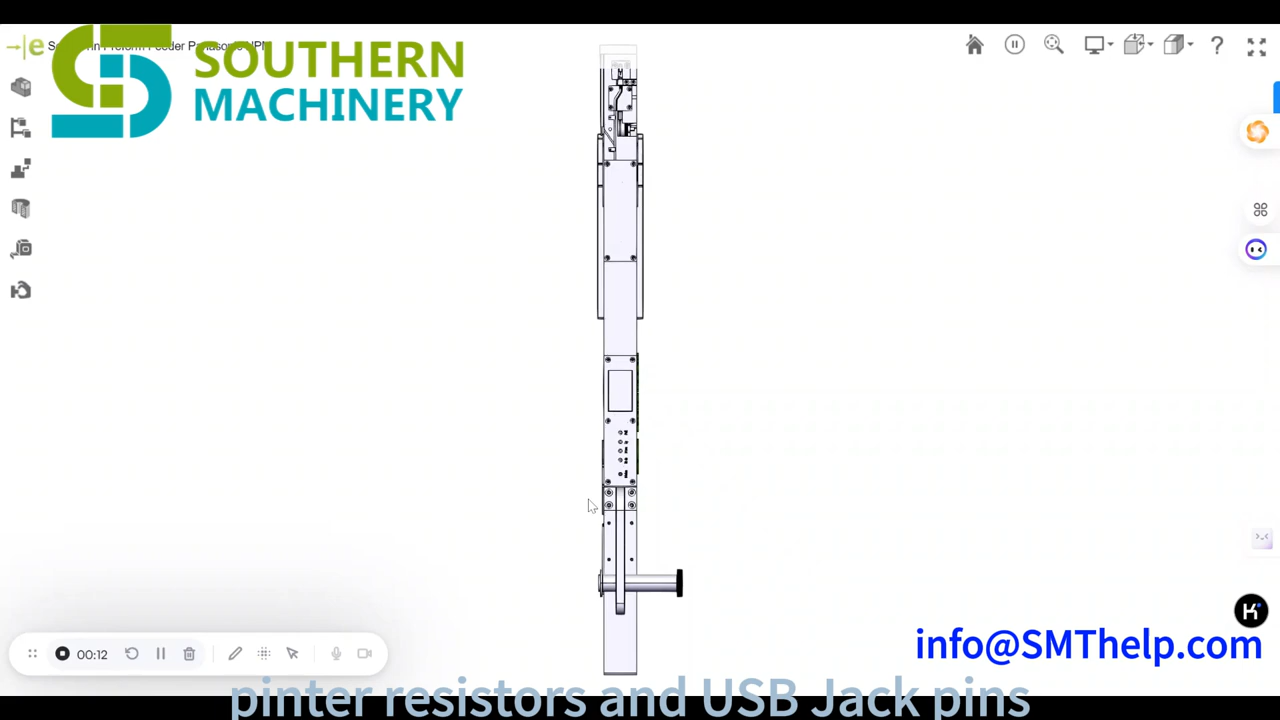 SOUTHERN
MACHINERY
00:12
info@SMThelp.com
pinter resistors and USB Jack pins